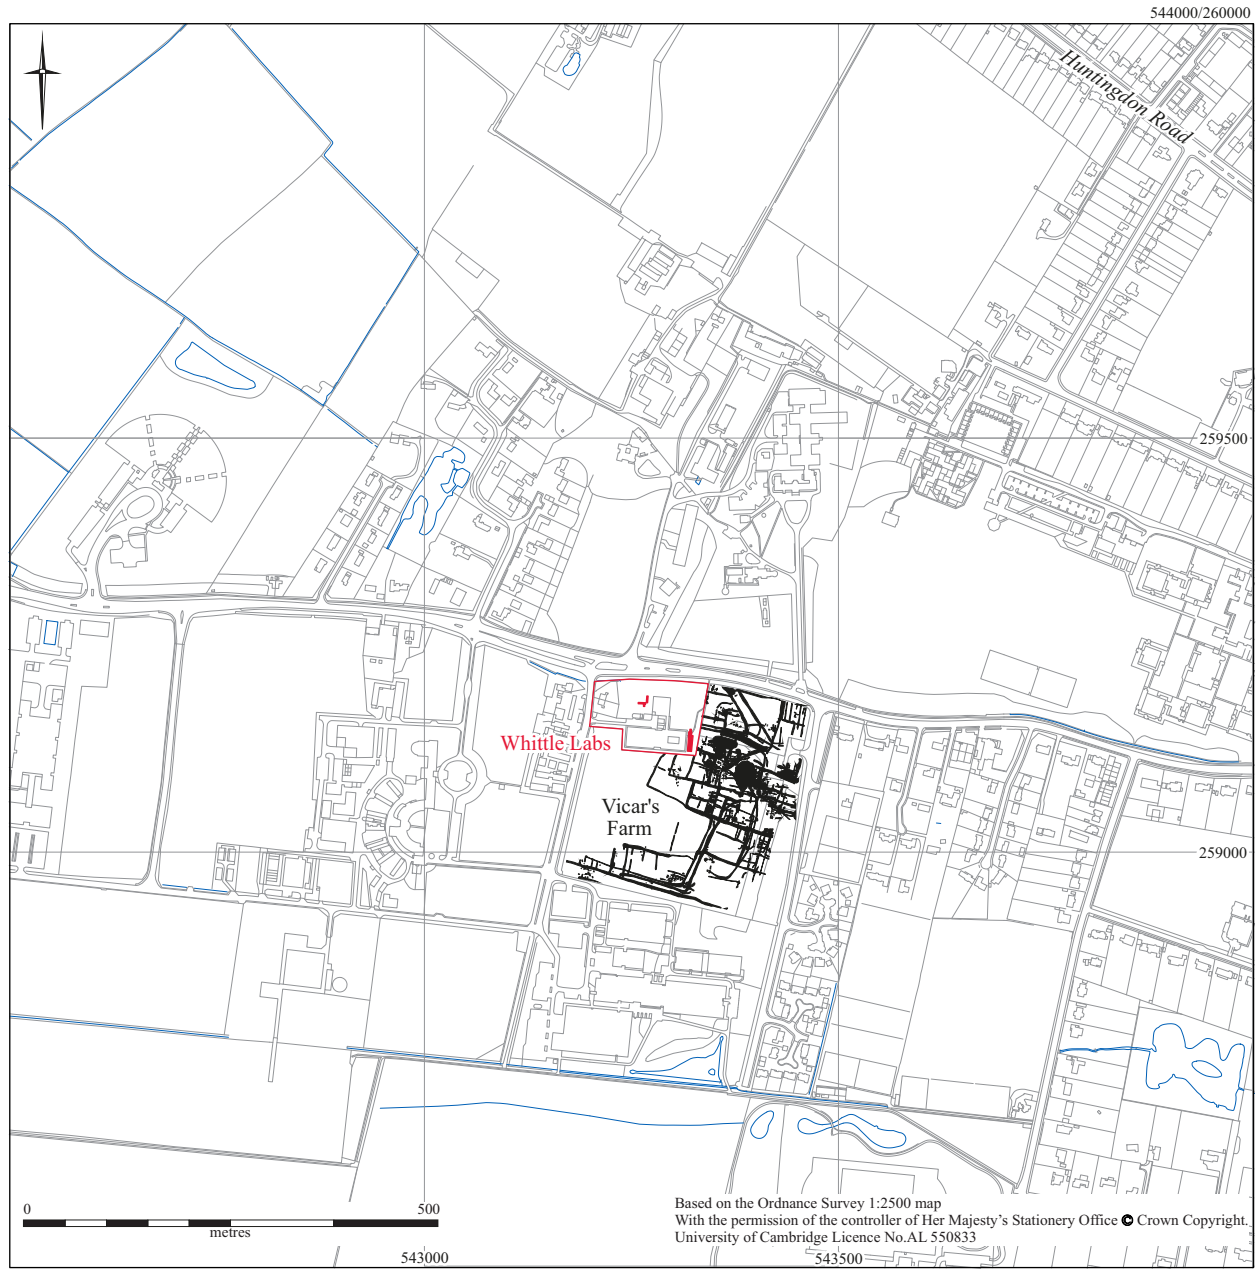 544000/260000
Huntingdon Road
259500
Whittle Labs
Vicar's
Farm
259000
0
500
metres
Based on the Ordnance Survey 1:2500 map
With the permission of the controller of Her Majesty's Stationery Office © Crown Copyright.
University of Cambridge Licence No.AL 550833
543000
543500